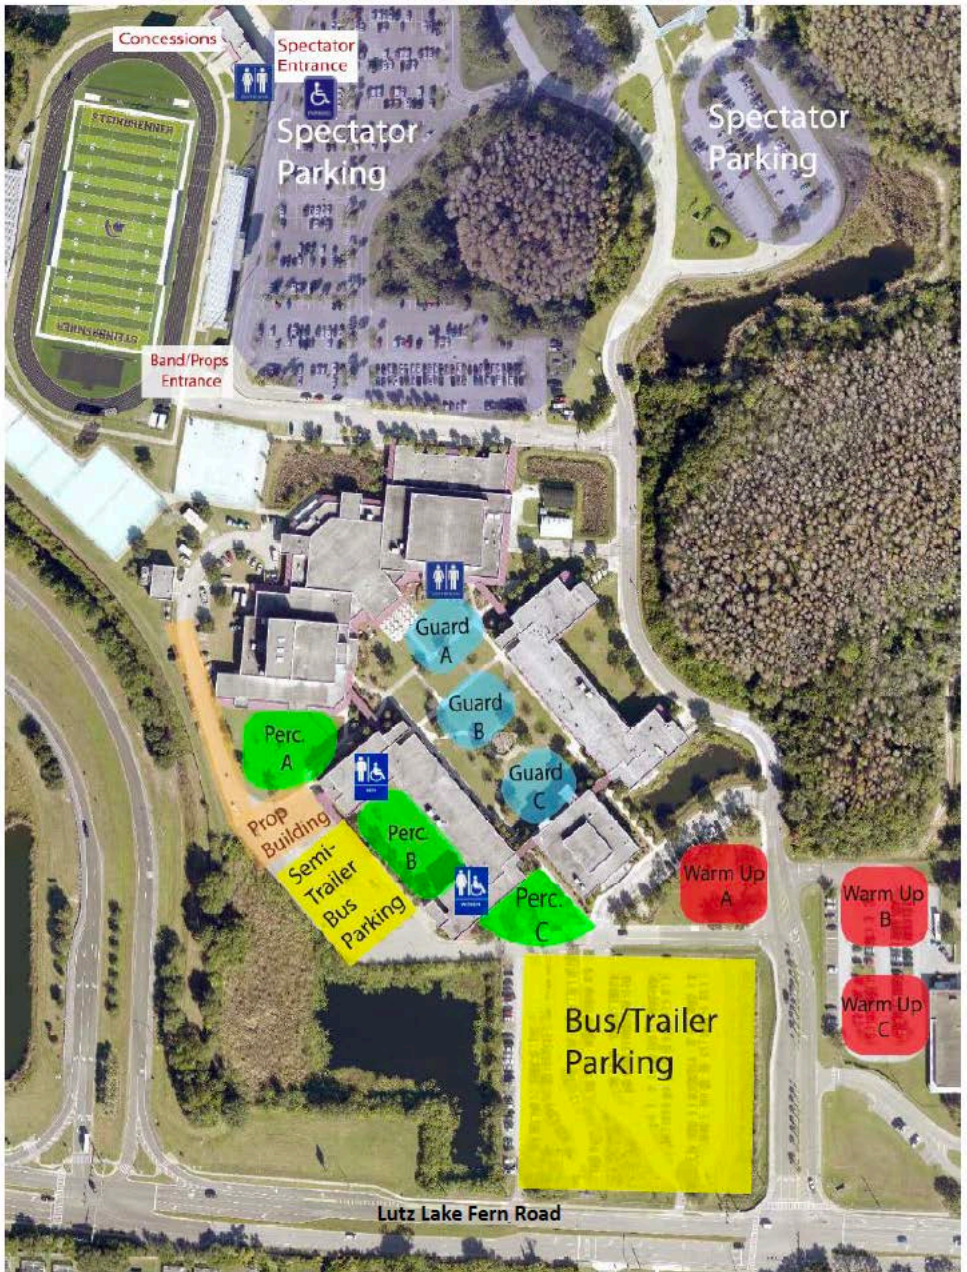 Concessions
Spectator
Entrance
Spectator
Parking
Spectator
Parking
STEINBRENNER
STEINBRENNER
Band/Props
Entrance
Guard
A
Guard
B
Guard
C
Perc.
A
Prop
Building
Perc.
B
Semi-
Trailer
Bus
Parking
Perc.
C
Warm Up
A
Warm Up
B
Warm Up
C
Bus/Trailer
Parking
Lutz Lake Fern Road